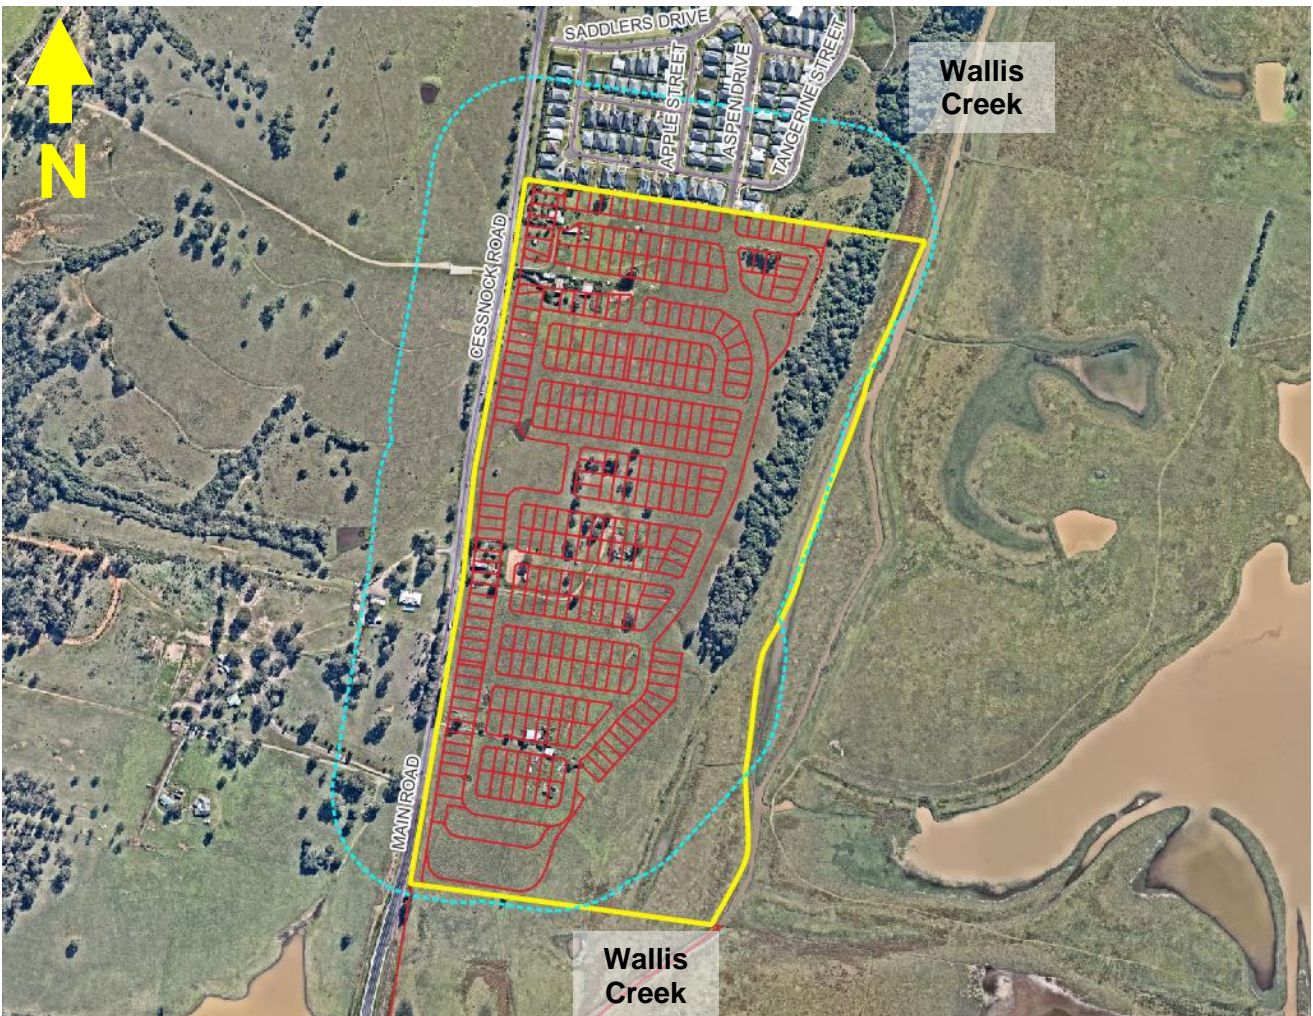 SADDLERS DRIVE
Wallis
Creek
APPLE STREET
ASPEN DRIVE
TANGERINE STREET
N
CESSNOCK ROAD
MAIN ROAD
Wallis
Creek